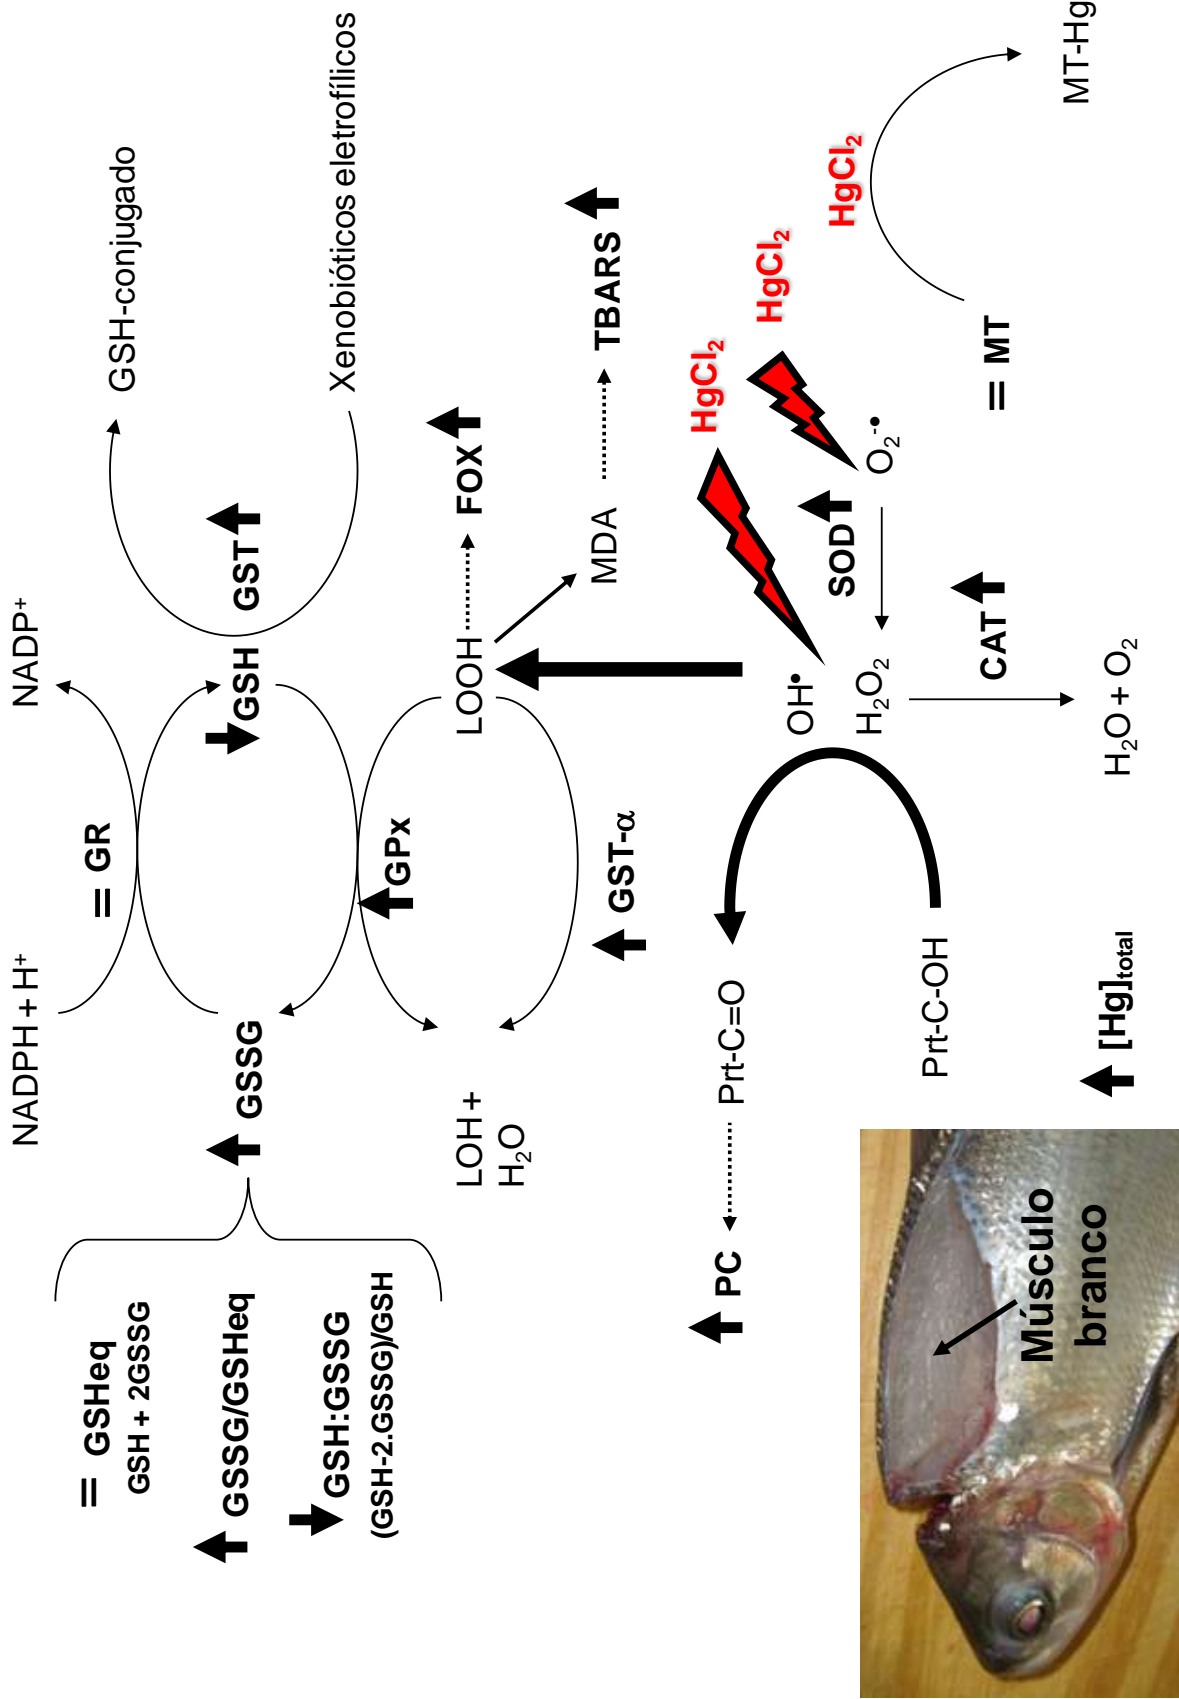 = GSHeq
GSH + 2GSSG
GSSG/GSHeq
GSH:GSSG
(GSH-2.GSSG)/GSH
NADPH + H⁺
= GR
NADP⁺
GSSG
GSH
GST
GSH-conjugado
Xenobióticos eletrofílicos
GPx
LOH +
H₂O
LOOH
FOX
GST-α
MDA
TBARS
PC
Prt-C=O
Prt-C-OH
OH•
H₂O₂
SOD
O₂⁻•
HgCl₂
HgCl₂
HgCl₂
CAT
H₂O + O₂
= MT
MT-Hg
[Hg]total
Músculo
branco